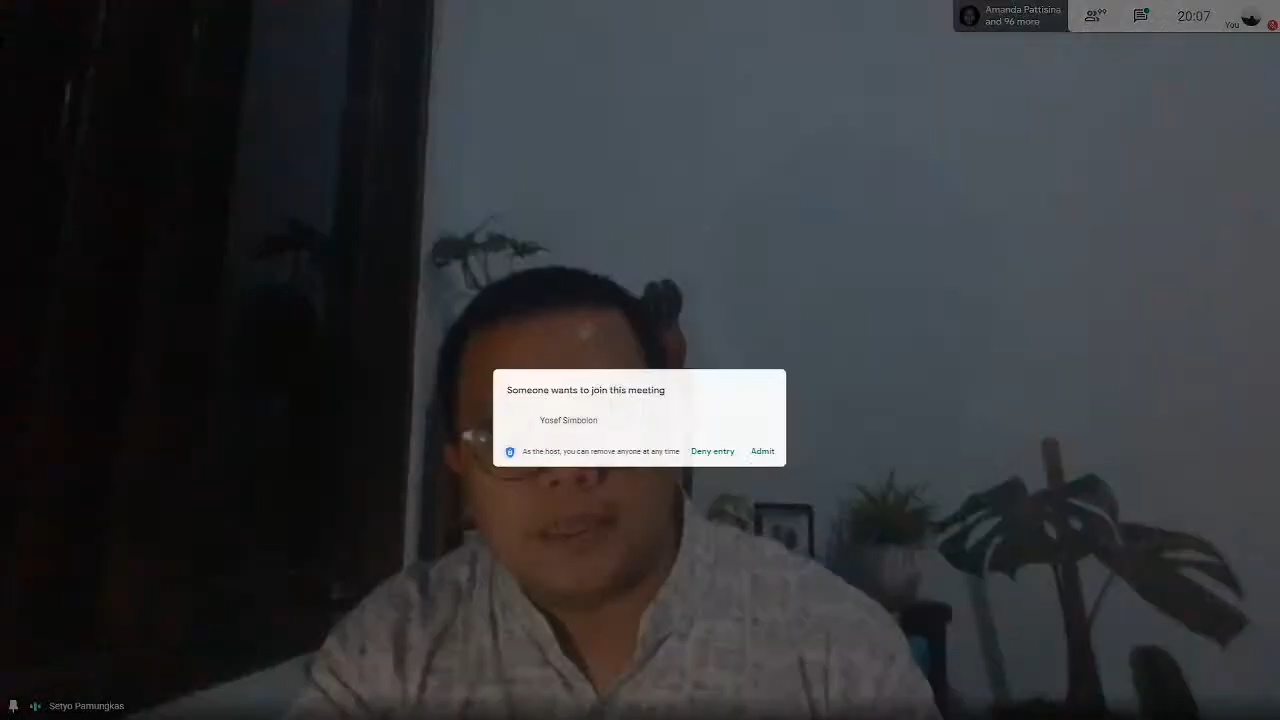 Amanda Pattisina
and 96 more
99
20:07
You
Someone wants to join this meeting
Yosef Simbolon
As the host, you can remove anyone at any time
Deny entry
Admit
Setyo Pamungkas